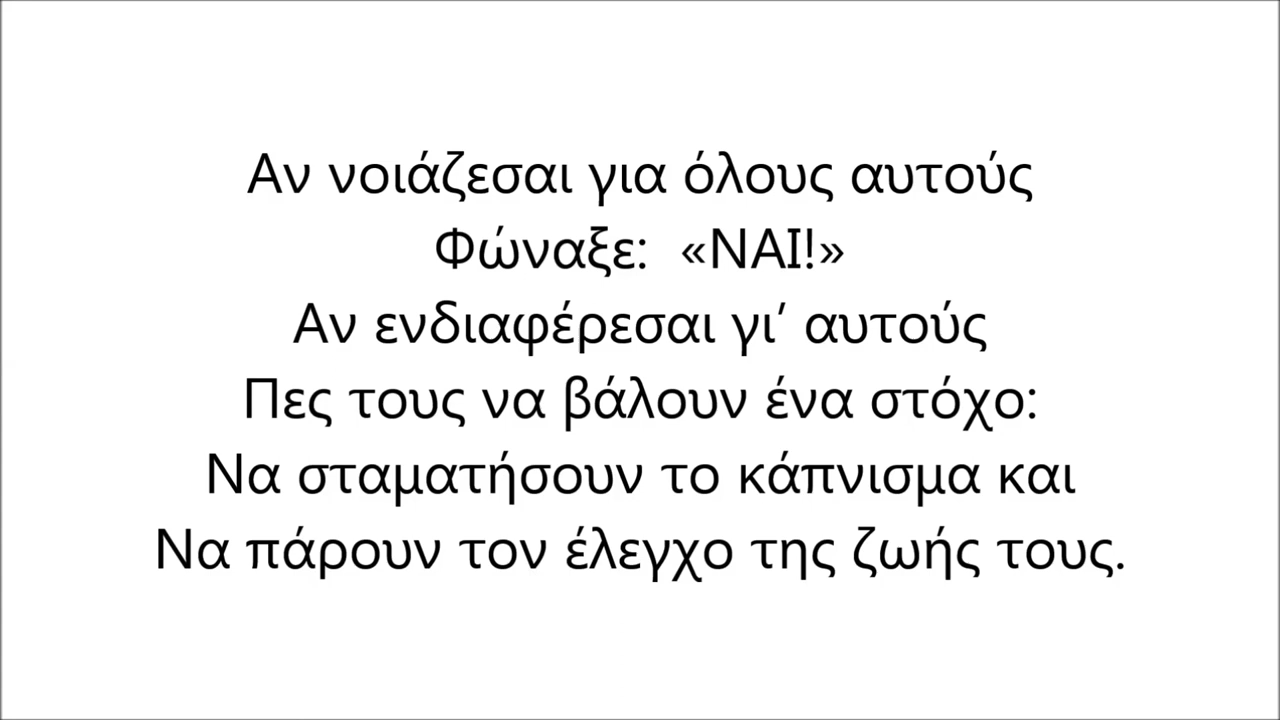 Αν νοιάζεσαι για όλους αυτούς
Φώναξε:  «ΝΑΙ!»
Αν ενδιαφέρεσαι γι’ αυτούς
Πες τους να βάλουν ένα στόχο:
Να σταματήσουν το κάπνισμα και
Να πάρουν τον έλεγχο της ζωής τους.